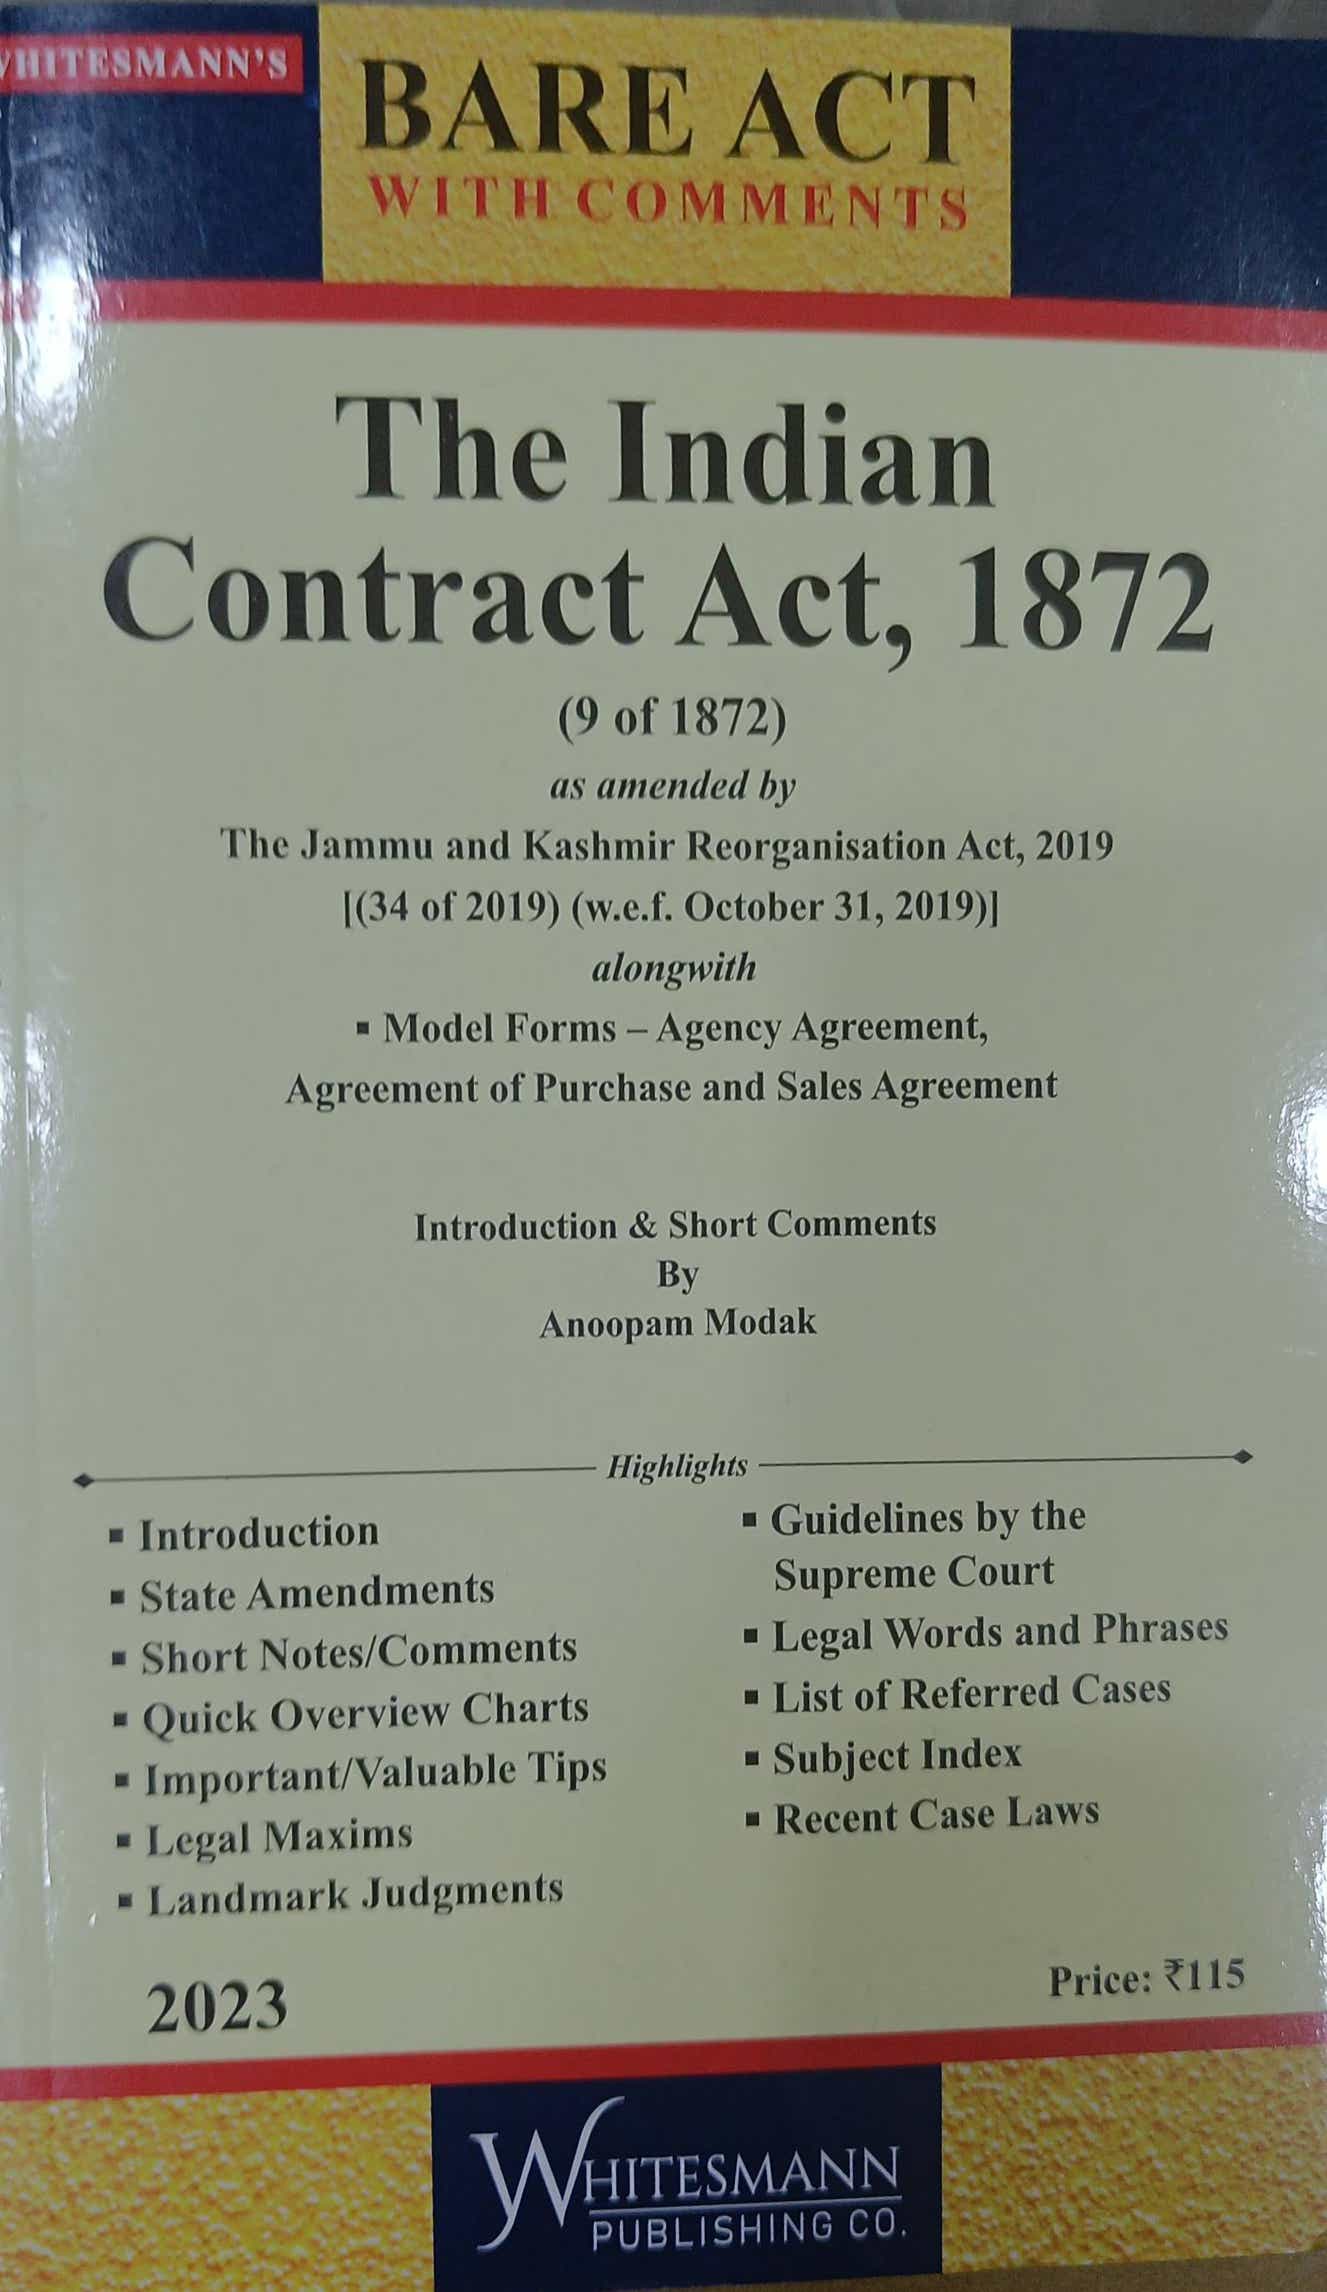 WHITESMANN'S
BARE ACT
WITH COMMENTS
The Indian
Contract Act, 1872
(9 of 1872)
as amended by
The Jammu and Kashmir Reorganisation Act, 2019
[(34 of 2019) (w.e.f. October 31, 2019)]
alongwith
▪ Model Forms – Agency Agreement,
Agreement of Purchase and Sales Agreement
Introduction & Short Comments
By
Anoopam Modak
Highlights
▪ Introduction
▪ State Amendments
▪ Short Notes/Comments
▪ Quick Overview Charts
▪ Important/Valuable Tips
▪ Legal Maxims
▪ Landmark Judgments
▪ Guidelines by the
Supreme Court
▪ Legal Words and Phrases
▪ List of Referred Cases
▪ Subject Index
▪ Recent Case Laws
2023
Price: ₹115
WHITESMANN
PUBLISHING CO.